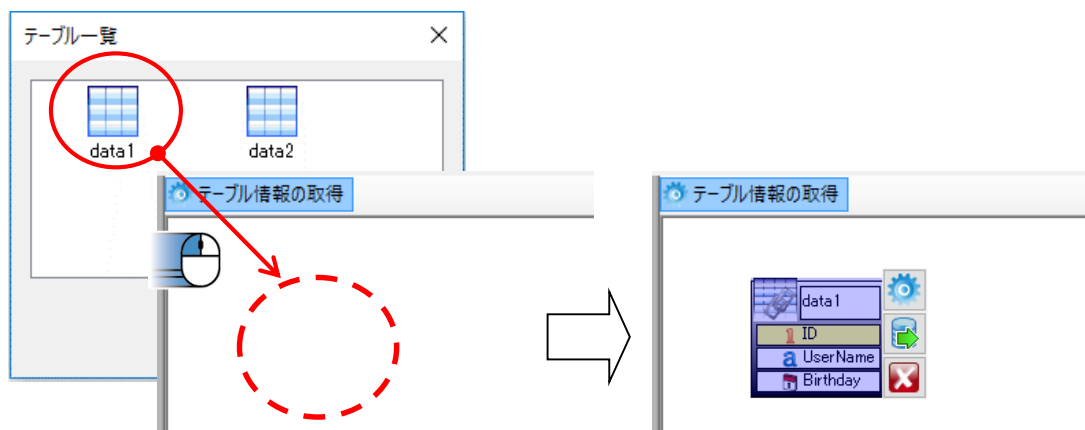 テーブル一覧
data1
data2
テーブル情報の取得
テーブル情報の取得
data1
1 ID
a UserName
Birthday